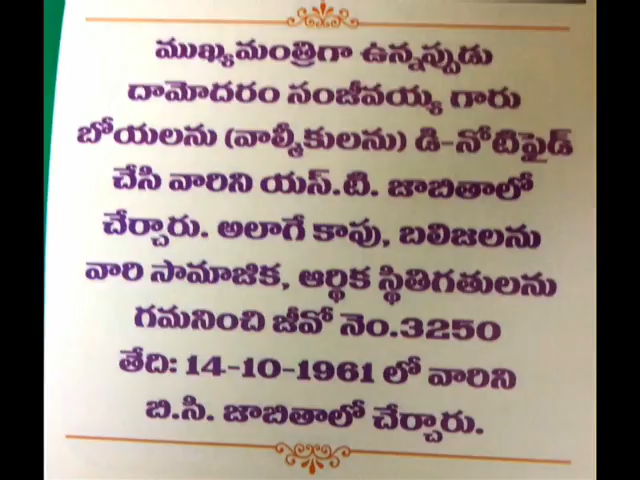 ముఖ్యమంత్రిగా ఉన్నప్పుడు
దామోదరం సంజీవయ్య గారు
బోయలను (వాల్మీకులను) డి-నోటిఫైడ్
చేసి వారిని యస్.టి. జాబితాలో
చేర్చారు. అలాగే కాపు, బలిజలను
వారి సామాజిక, ఆర్థిక స్థితిగతులను
గమనించి జీవో నెం.3250
తేది: 14-10-1961 లో వారిని
బి.సి. జాబితాలో చేర్చారు.